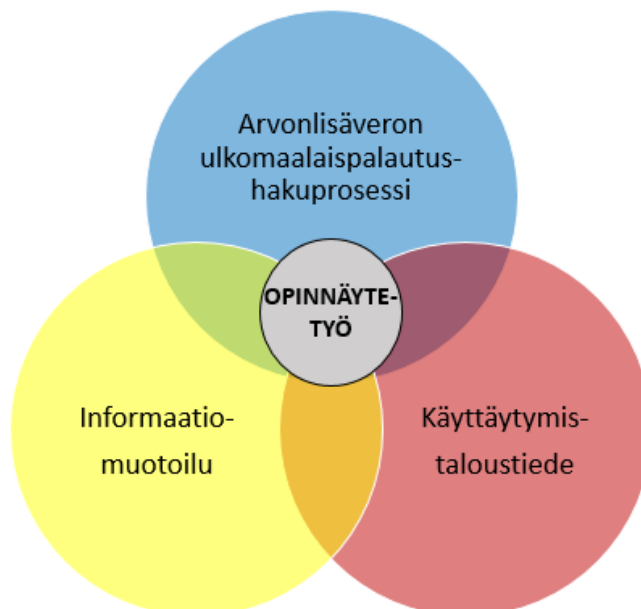 Arvonlisäveron
ulkomaalaispalautus-
hakuprosessi
OPINNÄYTE-
TYÖ
Informaatio-
muotoilu
Käyttäytymis-
taloustiede